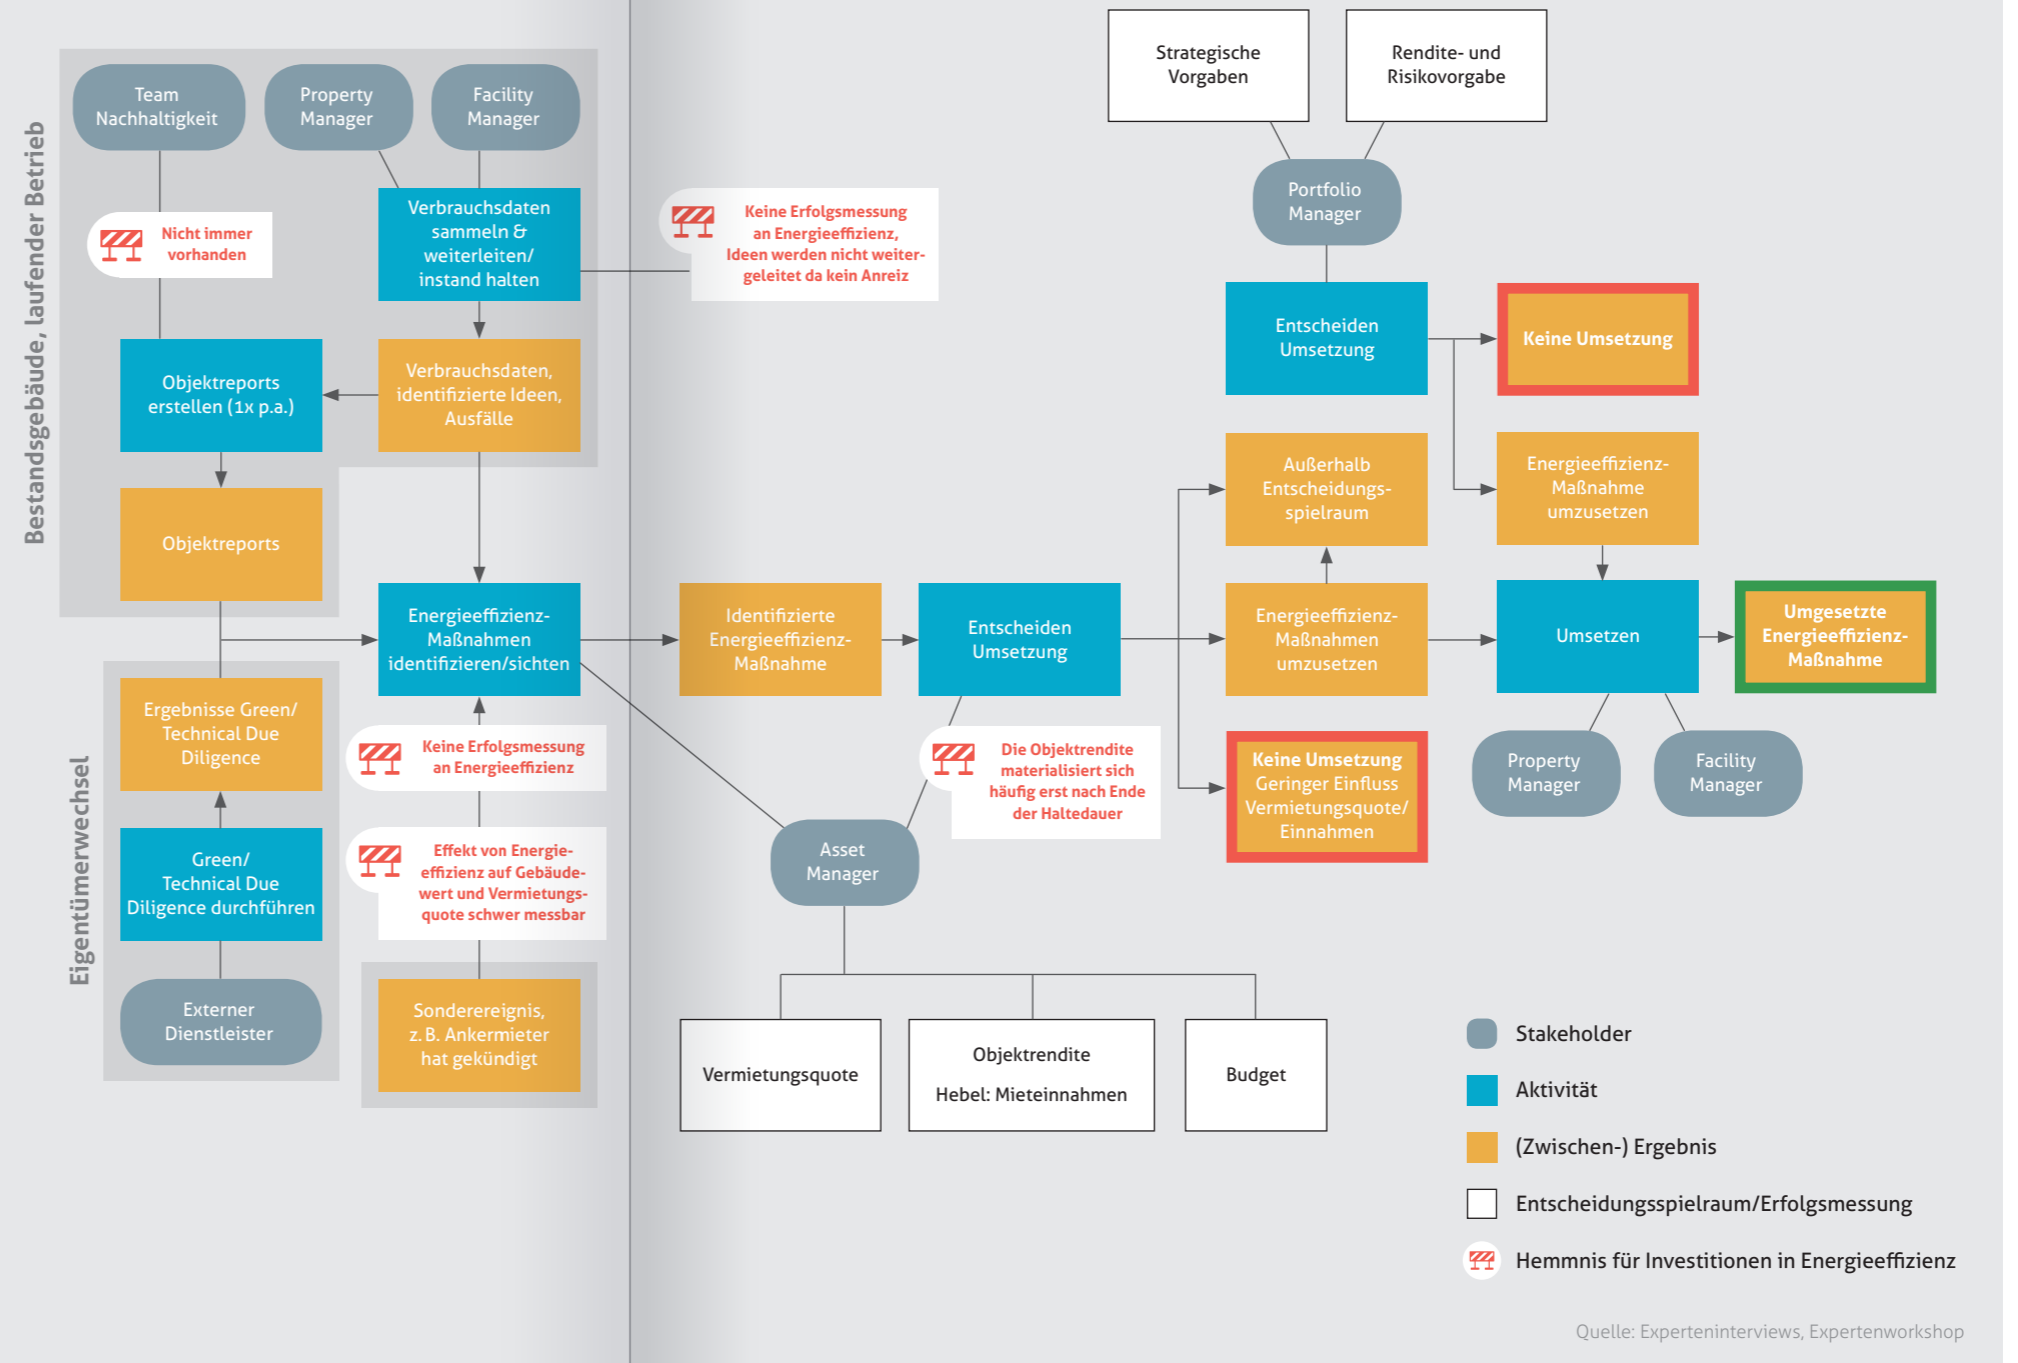 Bestandsgebäude, laufender Betrieb
Team
Nachhaltigkeit
Property
Manager
Facility
Manager
Nicht immer
vorhanden
Verbrauchsdaten
sammeln &
weiterleiten/
instand halten
Keine Erfolgsmessung
an Energieeffizienz,
Ideen werden nicht weiter-
geleitet da kein Anreiz
Objektreports
erstellen (1x p.a.)
Verbrauchsdaten,
identifizierte Ideen,
Ausfälle
Objektreports
Eigentümerwechsel
Ergebnisse Green/
Technical Due
Diligence
Green/
Technical Due
Diligence durchführen
Externer
Dienstleister
Energieeffizienz-
Maßnahmen
identifizieren/sichten
Keine Erfolgsmessung
an Energieeffizienz
Effekt von Energie-
effizienz auf Gebäude-
wert und Vermietungs-
quote schwer messbar
Sonderereignis,
z. B. Ankermieter
hat gekündigt
Identifizierte
Energieeffizienz-
Maßnahme
Entscheiden
Umsetzung
Die Objektrendite
materialisiert sich
häufig erst nach Ende
der Haltedauer
Asset
Manager
Vermietungsquote
Objektrendite
Hebel: Mieteinnahmen
Budget
Strategische
Vorgaben
Rendite- und
Risikovorgabe
Portfolio
Manager
Entscheiden
Umsetzung
Keine Umsetzung
Außerhalb
Entscheidungs-
spielraum
Energieeffizienz-
Maßnahme
umzusetzen
Energieeffizienz-
Maßnahmen
umzusetzen
Umsetzen
Umgesetzte
Energieeffizienz-
Maßnahme
Keine Umsetzung
Geringer Einfluss
Vermietungsquote/
Einnahmen
Property
Manager
Facility
Manager
Stakeholder
Aktivität
(Zwischen-) Ergebnis
Entscheidungsspielraum/Erfolgsmessung
Hemmnis für Investitionen in Energieeffizienz
Quelle: Experteninterviews, Expertenworkshop